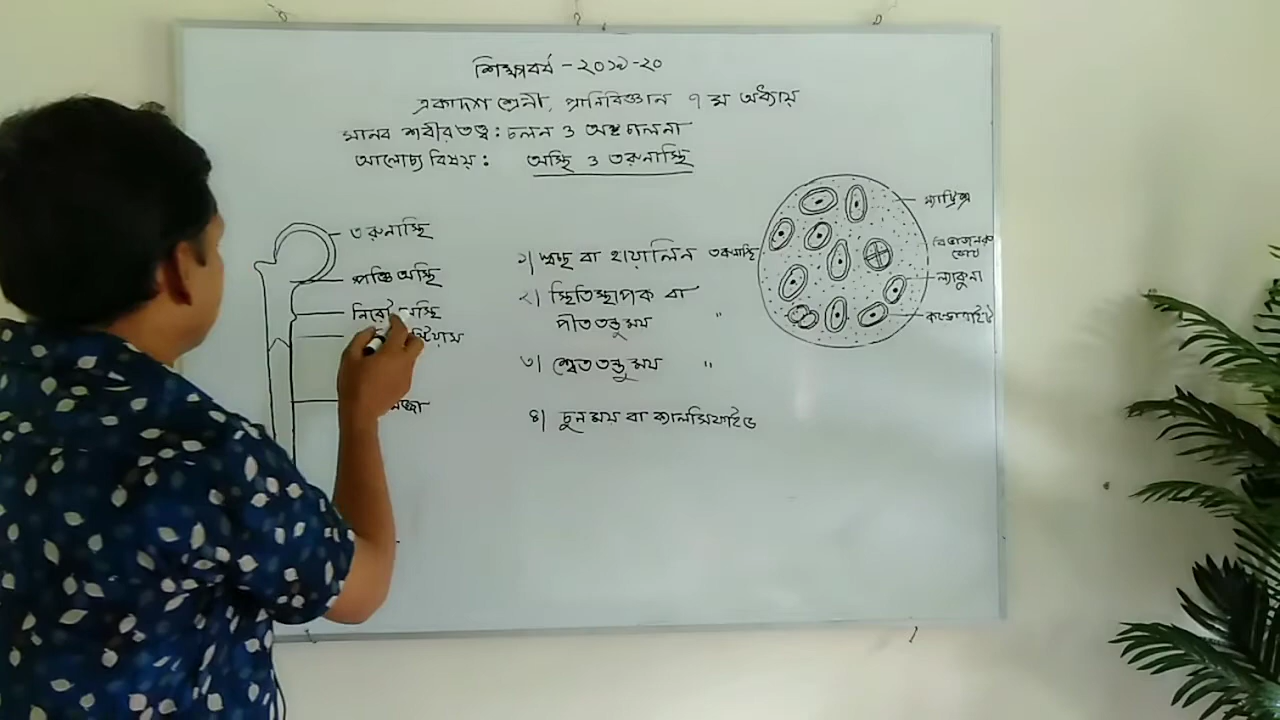 শিক্ষাবর্ষ - ২০১৯-২০
একাদশ শ্রেনী, প্রানিবিজ্ঞান ৭ম অধ্যায়
মানব শরীরতত্ত্ব : চলন ও অঙ্গচালনা
আলোচ্য বিষয় : অস্থি ও তরুনাস্থি
তরুনাস্থি
স্পঞ্জি অস্থি
মজ্জা
১) স্বচ্ছ বা হায়ালিন তরুনাস্থি
২) স্থিতিস্থাপক বা
পীততন্তুময় "
৩) শ্বেততন্তুময় "
৪) চুনময় বা ক্যালসিফাইড
ম্যাট্রিক্স
বিভাজনরত
কোষ
ল্যাকুনা
কন্ড্রোসাইট